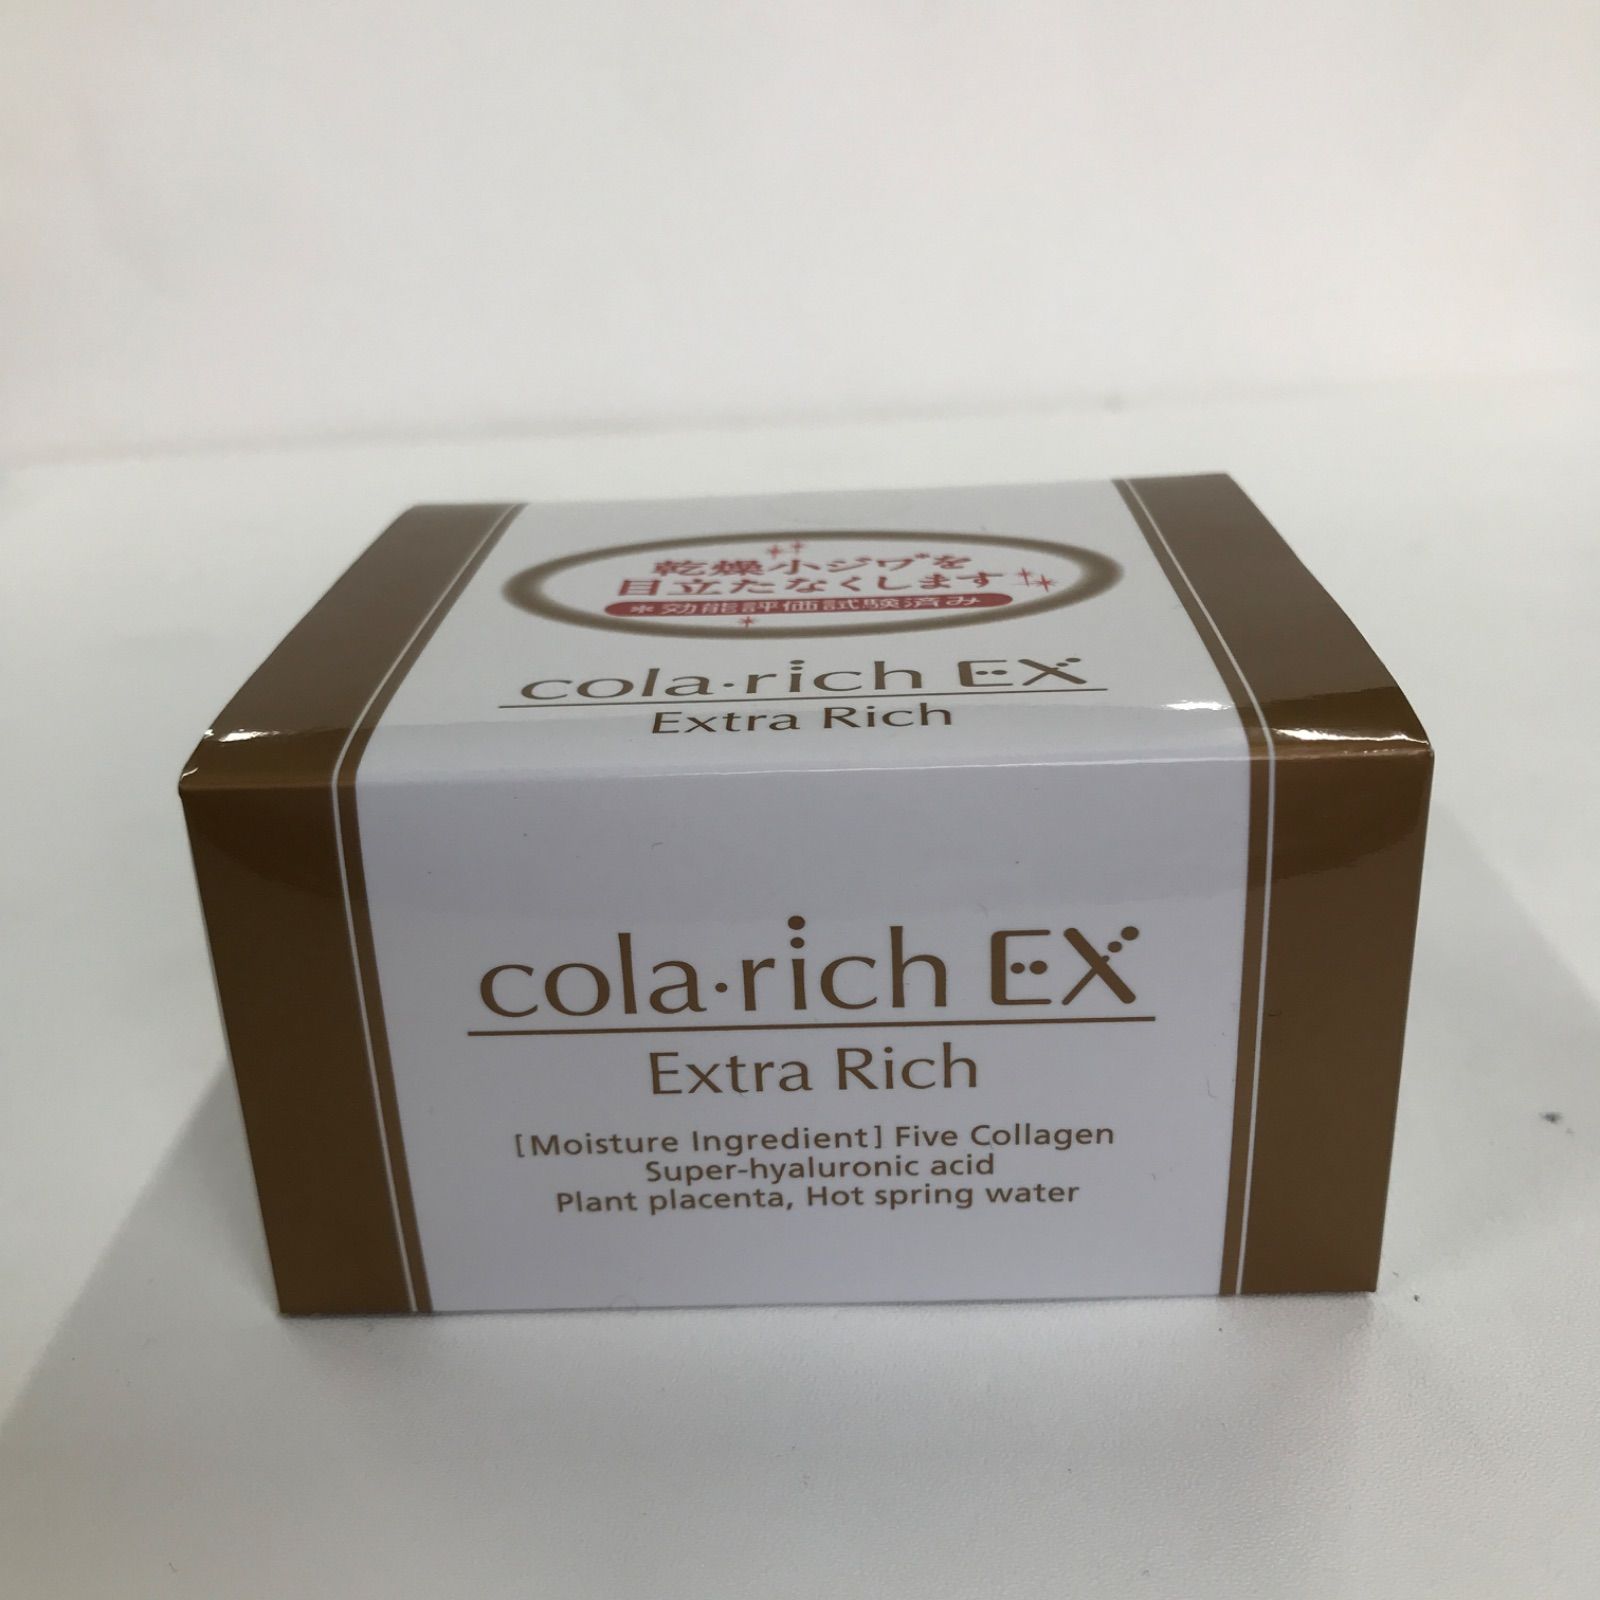 乾燥小ジワ*を
目立たなくします
*効能評価試験済み
cola・rich EX
Extra Rich
cola・rich EX
Extra Rich
[Moisture Ingredient] Five Collagen
Super-hyaluronic acid
Plant placenta, Hot spring water